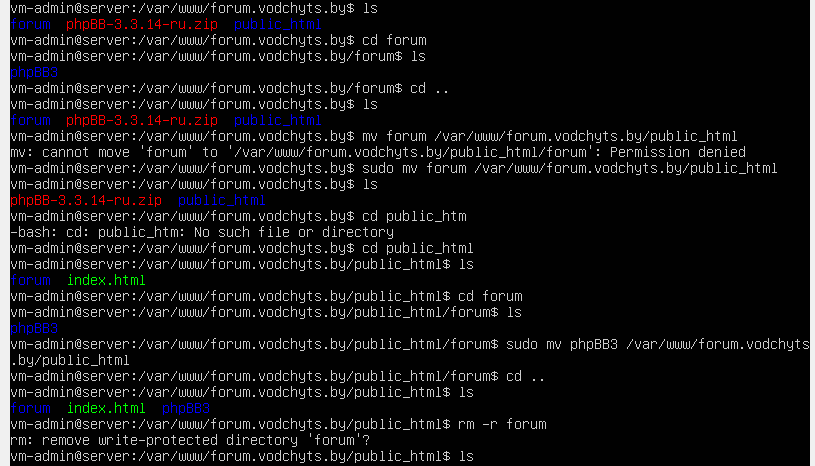 vm-admin@server:/var/www/forum.vodchyts.by$ ls
forum  phpBB-3.3.14-ru.zip  public_html
vm-admin@server:/var/www/forum.vodchyts.by$ cd forum
vm-admin@server:/var/www/forum.vodchyts.by/forum$ ls
phpBB3
vm-admin@server:/var/www/forum.vodchyts.by/forum$ cd ..
vm-admin@server:/var/www/forum.vodchyts.by$ ls
forum  phpBB-3.3.14-ru.zip  public_html
vm-admin@server:/var/www/forum.vodchyts.by$ mv forum /var/www/forum.vodchyts.by/public_html
mv: cannot move 'forum' to '/var/www/forum.vodchyts.by/public_html/forum': Permission denied
vm-admin@server:/var/www/forum.vodchyts.by$ sudo mv forum /var/www/forum.vodchyts.by/public_html
vm-admin@server:/var/www/forum.vodchyts.by$ ls
phpBB-3.3.14-ru.zip  public_html
vm-admin@server:/var/www/forum.vodchyts.by$ cd public_htm
-bash: cd: public_htm: No such file or directory
vm-admin@server:/var/www/forum.vodchyts.by$ cd public_html
vm-admin@server:/var/www/forum.vodchyts.by/public_html$ ls
forum  index.html
vm-admin@server:/var/www/forum.vodchyts.by/public_html$ cd forum
vm-admin@server:/var/www/forum.vodchyts.by/public_html/forum$ ls
phpBB3
vm-admin@server:/var/www/forum.vodchyts.by/public_html/forum$ sudo mv phpBB3 /var/www/forum.vodchyts
.by/public_html
vm-admin@server:/var/www/forum.vodchyts.by/public_html/forum$ cd ..
vm-admin@server:/var/www/forum.vodchyts.by/public_html$ ls
forum  index.html  phpBB3
vm-admin@server:/var/www/forum.vodchyts.by/public_html$ rm -r forum
rm: remove write-protected directory 'forum'?
vm-admin@server:/var/www/forum.vodchyts.by/public_html$ ls